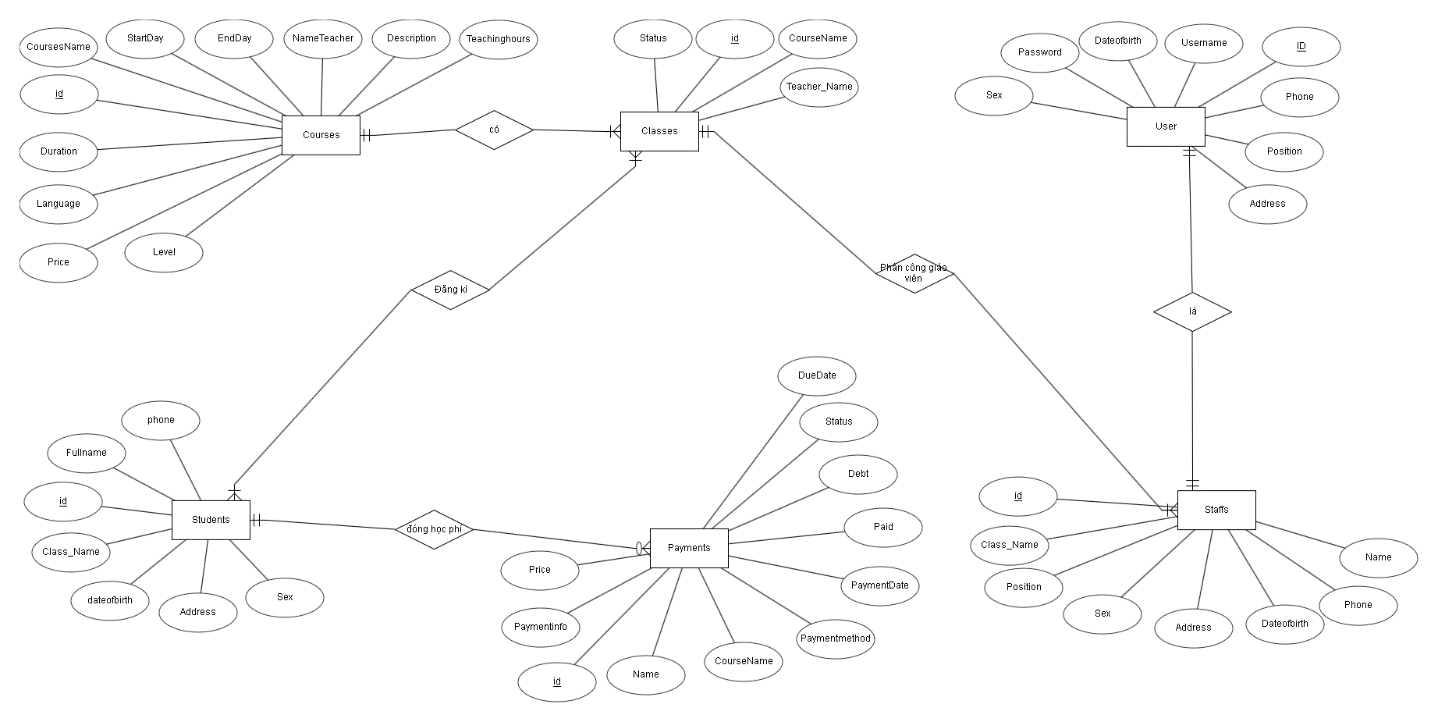 CoursesName
StartDay
EndDay
NameTeacher
Description
Teachinghours
id
Duration
Language
Price
Level
Courses
có
Status
id
CourseName
Teacher_Name
Classes
Password
Dateofbirth
Username
ID
Sex
Phone
Position
Address
User
Đăng kí
Phân công giáo
viên
là
phone
Fullname
id
Class_Name
dateofbirth
Address
Sex
Students
đóng học phí
DueDate
Status
Debt
Paid
PaymentDate
Paymentmethod
CourseName
Name
id
Paymentinfo
Price
Payments
id
Class_Name
Position
Sex
Address
Dateofbirth
Phone
Name
Staffs